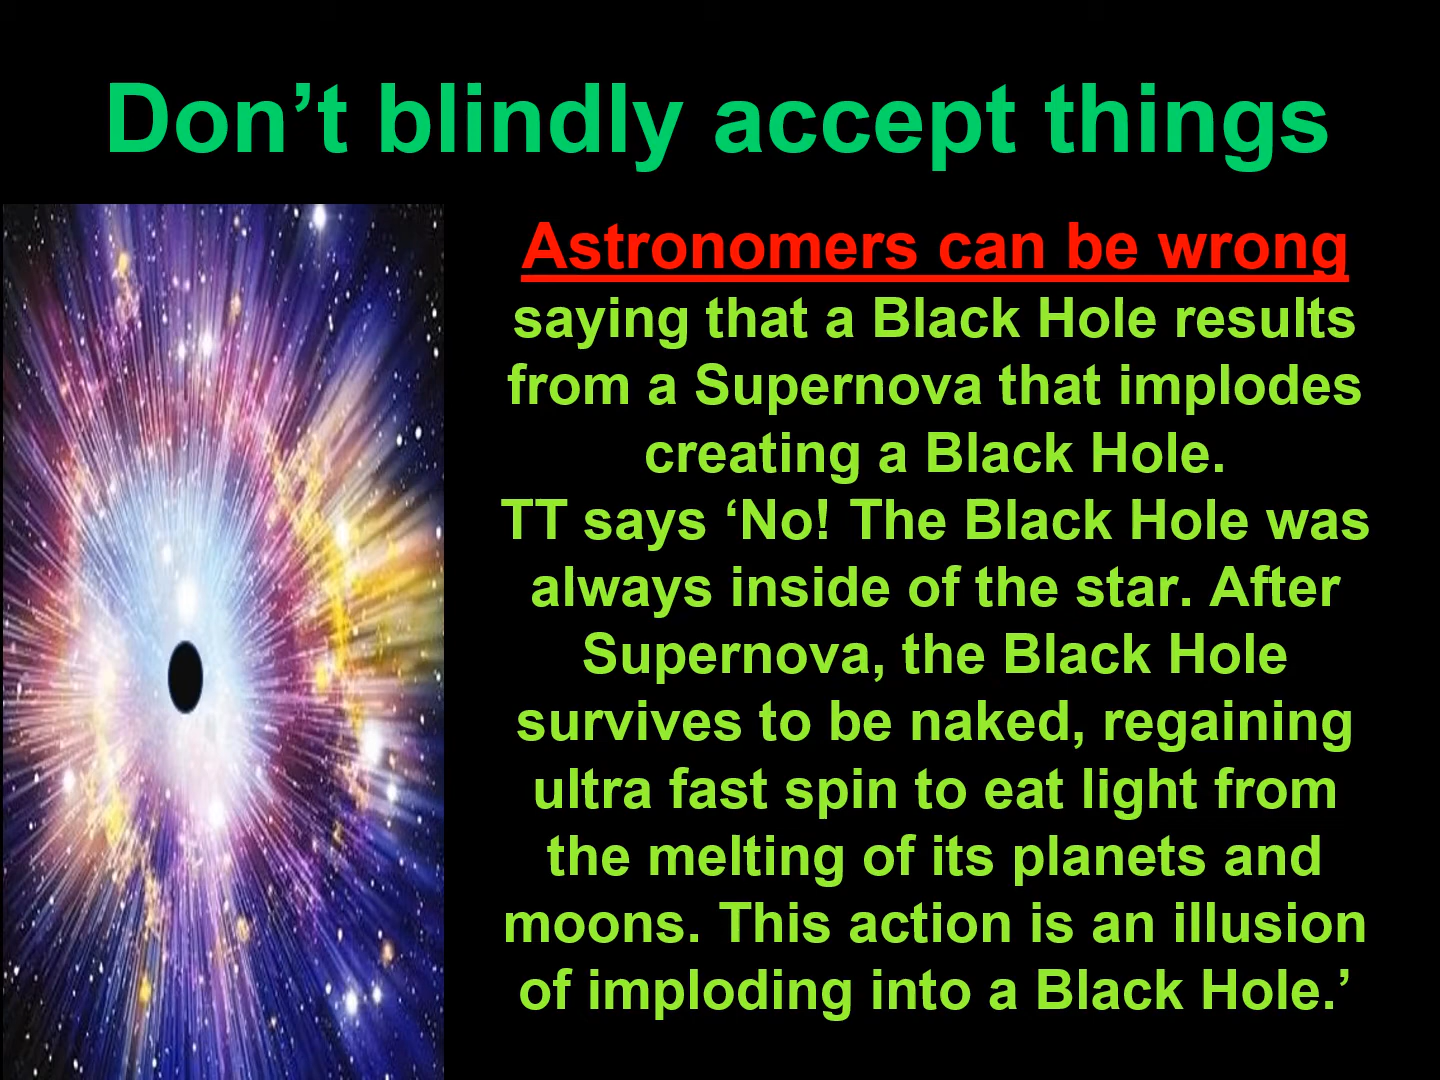 Don’t blindly accept things
Astronomers can be wrong
saying that a Black Hole results
from a Supernova that implodes
creating a Black Hole.
TT says ‘No! The Black Hole was
always inside of the star. After
Supernova, the Black Hole
survives to be naked, regaining
ultra fast spin to eat light from
the melting of its planets and
moons. This action is an illusion
of imploding into a Black Hole.’